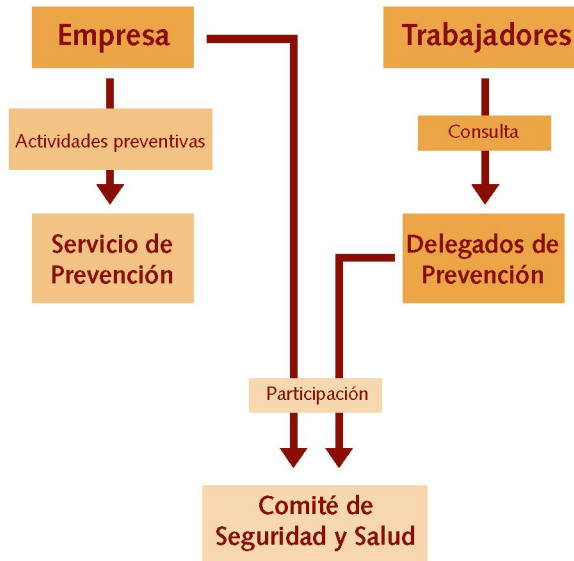 Empresa
Trabajadores
Actividades preventivas
Consulta
Servicio de
Prevención
Delegados de
Prevención
Participación
Comité de
Seguridad y Salud